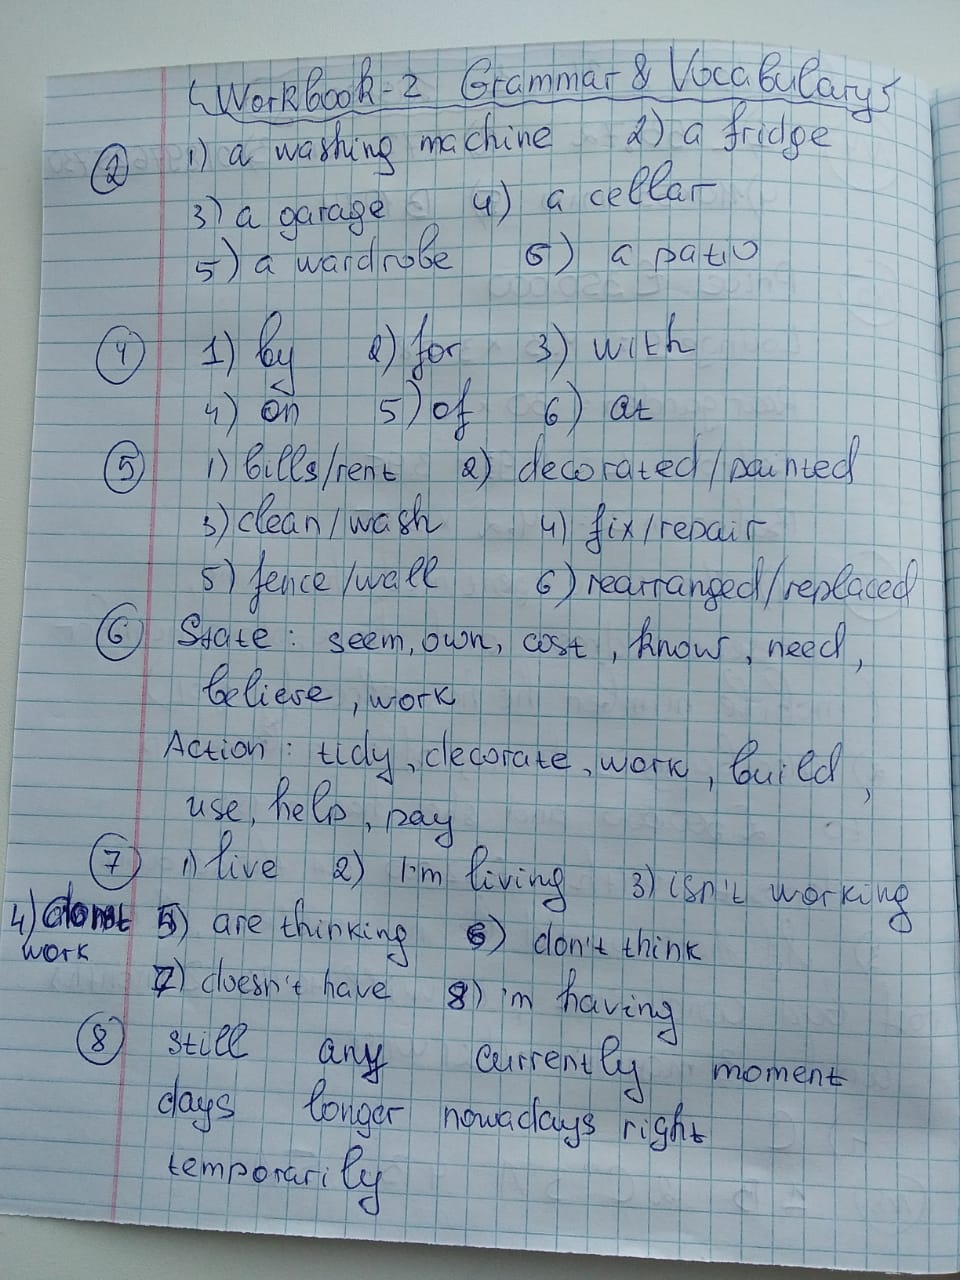 Workbook-2 Grammar & Vocabulary
② 1) a washing machine 2) a fridge
3) a garage 4) a cellar
5) a wardrobe 6) a patio
④ 1) by 2) for 3) with
4) on 5) of 6) at
⑤ 1) bills/rent 2) decorated/painted
3) clean/wash 4) fix/repair
5) fence/wall 6) rearranged/replaced
⑥ State: seem, own, cost, know, need,
believe, work
Action: tidy, decorate, work, build,
use, help, pay
⑦ 1) live 2) I'm living 3) isn't working
4) do not 5) are thinking 6) don't think
work
7) doesn't have 8) 'm having
⑧ still any currently moment
days longer nowadays right
temporarily